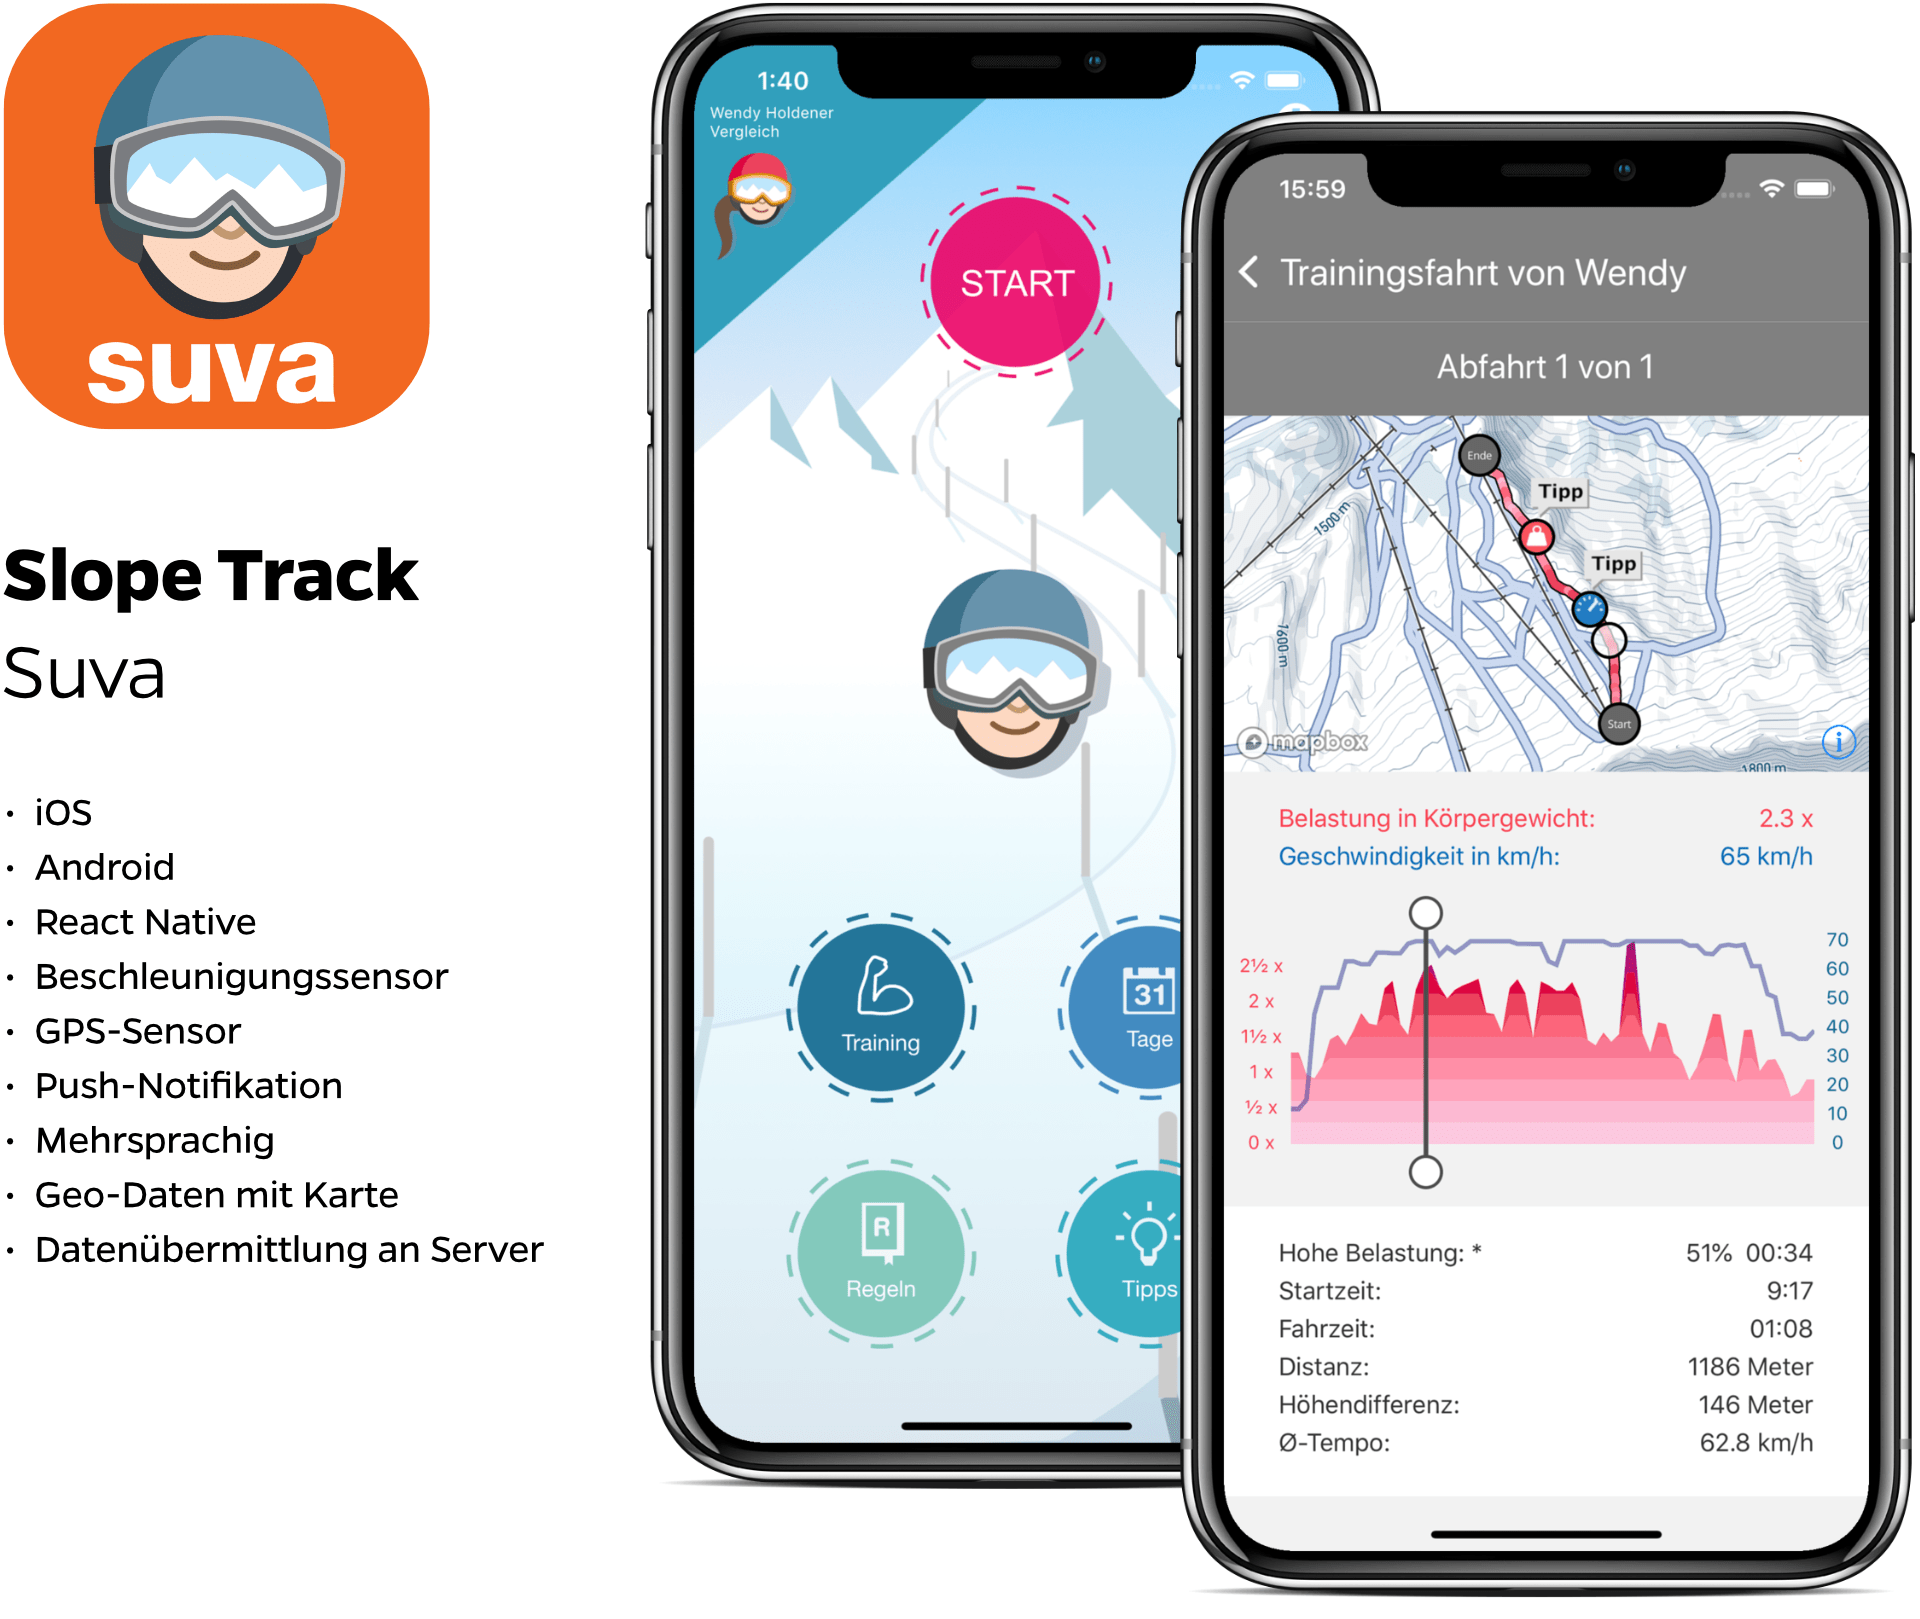 suva
Slope Track
Suva
· iOS
· Android
· React Native
· Beschleunigungssensor
· GPS-Sensor
· Push-Notifikation
· Mehrsprachig
· Geo-Daten mit Karte
· Datenübermittlung an Server
1:40
Wendy Holdener
Vergleich
START
Training
31
Tage
R
Regeln
Tipps
15:59
Trainingsfahrt von Wendy
Abfahrt 1 von 1
Ende
Tipp
1500 m
Tipp
1600 m
Start
mapbox
i
1800 m
Belastung in Körpergewicht: 2.3 x
Geschwindigkeit in km/h: 65 km/h
2½ x
2 x
1½ x
1 x
½ x
0 x
70
60
50
40
30
20
10
0
Hohe Belastung: * 51% 00:34
Startzeit: 9:17
Fahrzeit: 01:08
Distanz: 1186 Meter
Höhendifferenz: 146 Meter
Ø-Tempo: 62.8 km/h